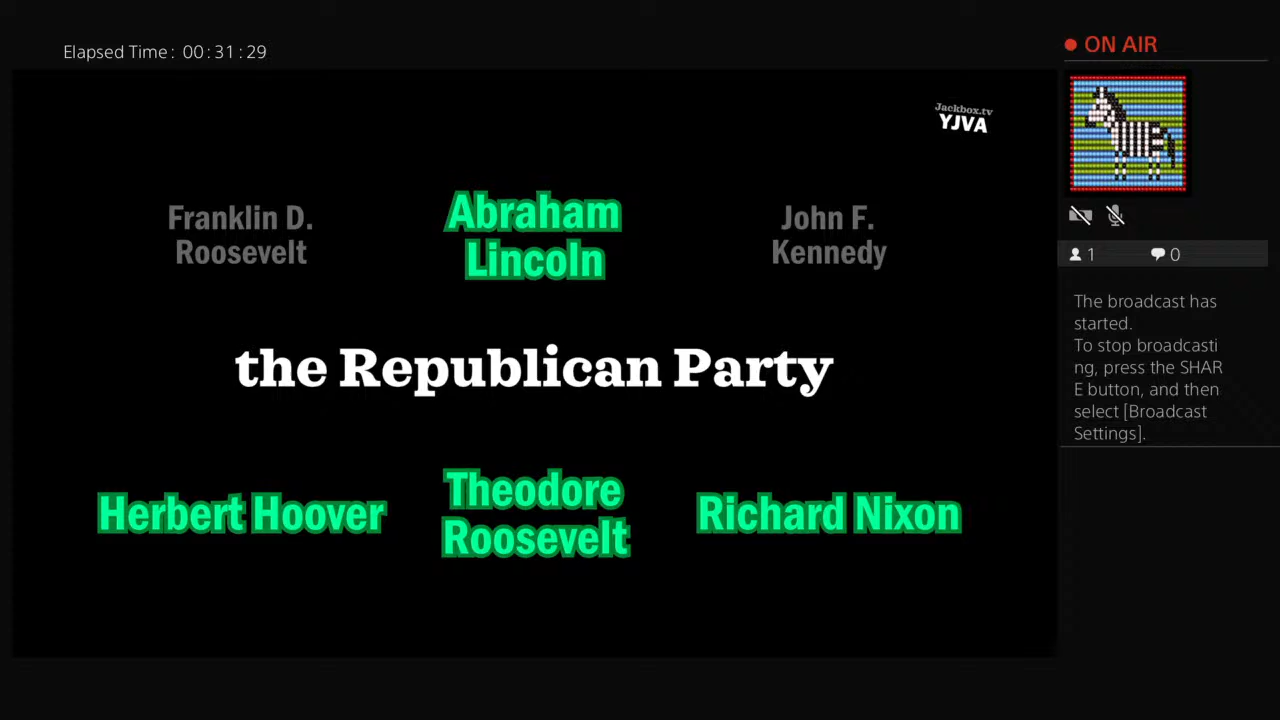 Elapsed Time: 00:31:29
ON AIR
Jackbox.tv
YJVA
Franklin D.
Roosevelt
Abraham
Lincoln
John F.
Kennedy
the Republican Party
Herbert Hoover
Theodore
Roosevelt
Richard Nixon
1
0
The broadcast has
started.
To stop broadcasti
ng, press the SHAR
E button, and then
select [Broadcast
Settings].